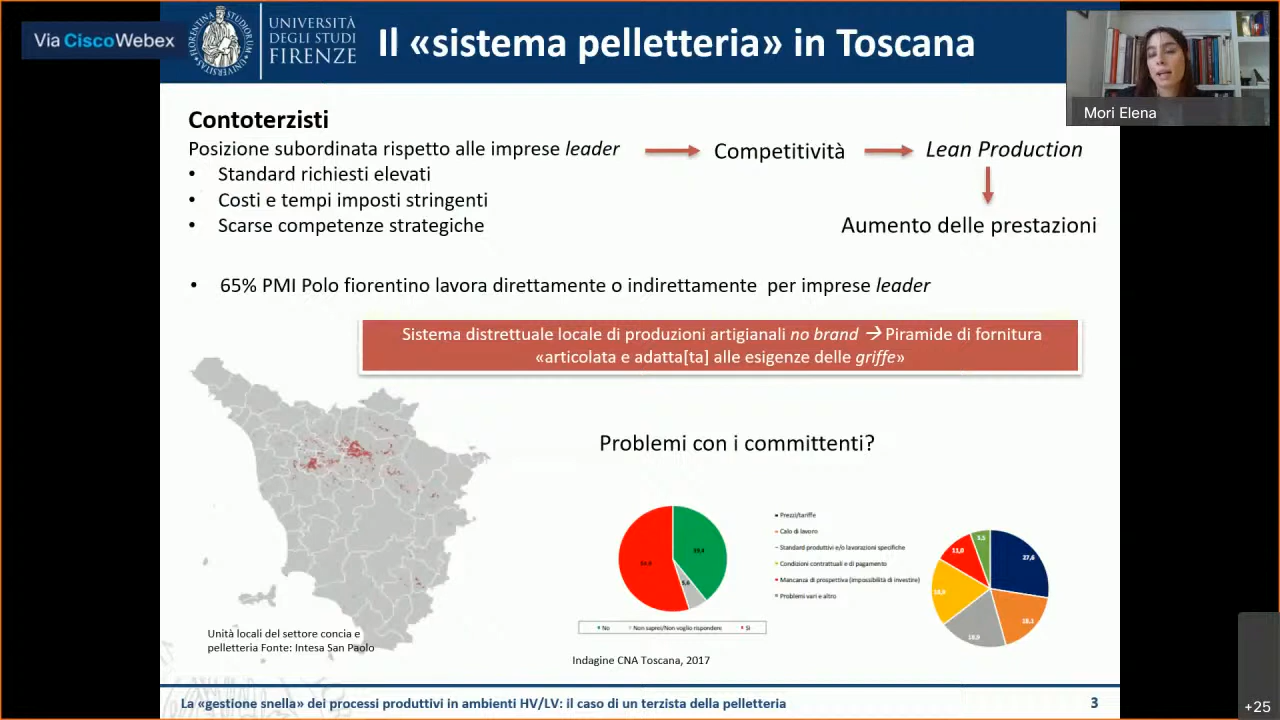 Via Cisco Webex
UNIVERSITÀ
DEGLI STUDI
FIRENZE
Il «sistema pelletteria» in Toscana
Mori Elena
Contoterzisti
Posizione subordinata rispetto alle imprese leader
Competitività
Lean Production
• Standard richiesti elevati
• Costi e tempi imposti stringenti
• Scarse competenze strategiche
Aumento delle prestazioni
• 65% PMI Polo fiorentino lavora direttamente o indirettamente per imprese leader
Sistema distrettuale locale di produzioni artigianali no brand → Piramide di fornitura
«articolata e adatta[ta] alle esigenze delle griffe»
Problemi con i committenti?
5,6
No
Non saprei/Non voglio rispondere
Sì
Indagine CNA Toscana, 2017
Prezzi/tariffe
Calo di lavoro
Standard produttivi e/o lavorazioni specifiche
Condizioni contrattuali e di pagamento
Mancanza di prospettiva (impossibilità di investire)
Problemi vari e altro
27,6
Unità locali del settore concia e
pelletteria Fonte: Intesa San Paolo
La «gestione snella» dei processi produttivi in ambienti HV/LV: il caso di un terzista della pelletteria
3
+25